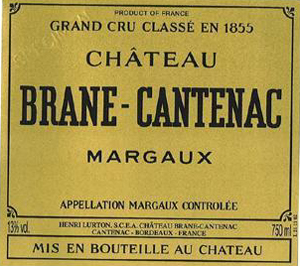 PRODUCT OF FRANCE
GRAND CRU CLASSÉ EN 1855
CHÂTEAU
BRANE-CANTENAC
MARGAUX
APPELLATION MARGAUX CONTROLÉE
13% vol. HENRI LURTON, S.C.E.A. CHÂTEAU BRANE-CANTENAC 750 ml
CANTENAC - BORDEAUX - FRANCE
MIS EN BOUTEILLE AU CHATEAU